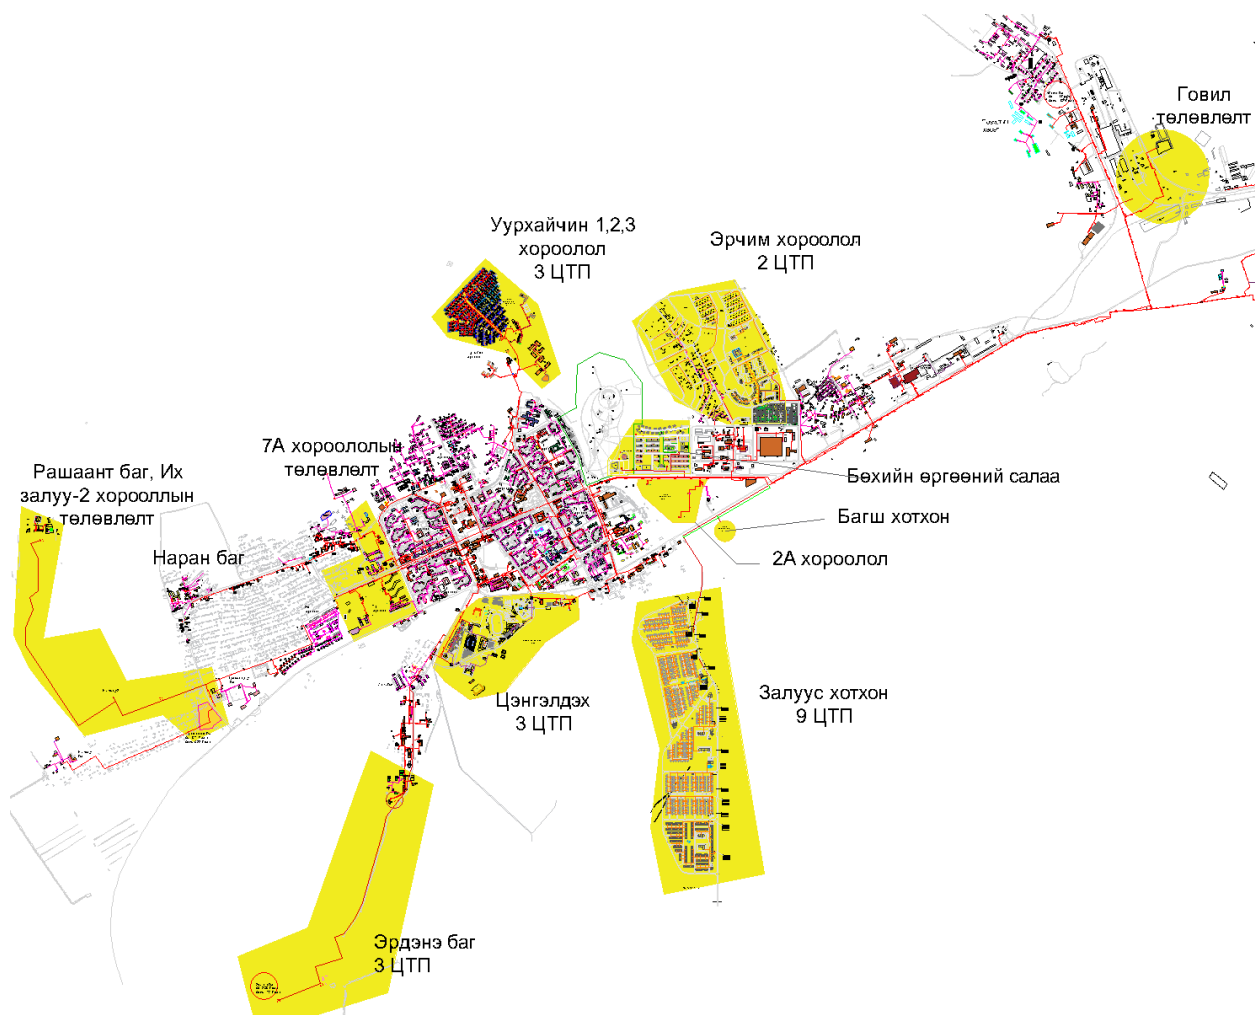 Говил
төлөвлөлт
Уурхайчин 1,2,3
хороолол
3 ЦТП
Эрчим хороолол
2 ЦТП
7А хороололын
төлөвлөлт
Рашаант баг, Их
залуу-2 хорооллын
төлөвлөлт
Бөхийн өргөөний салаа
Багш хотхон
Наран баг
2А хороолол
Цэнгэлдэх
3 ЦТП
Залуус хотхон
9 ЦТП
Эрдэнэ баг
3 ЦТП